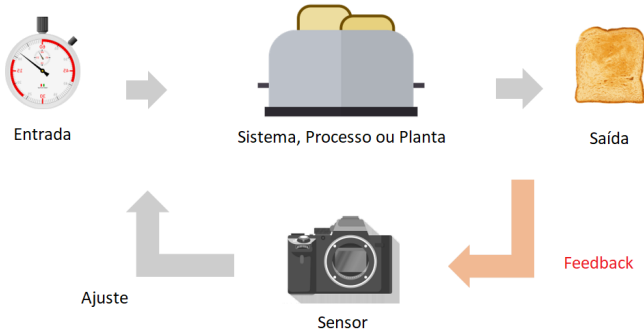 Entrada
Sistema, Processo ou Planta
Saída
Feedback
Ajuste
Sensor